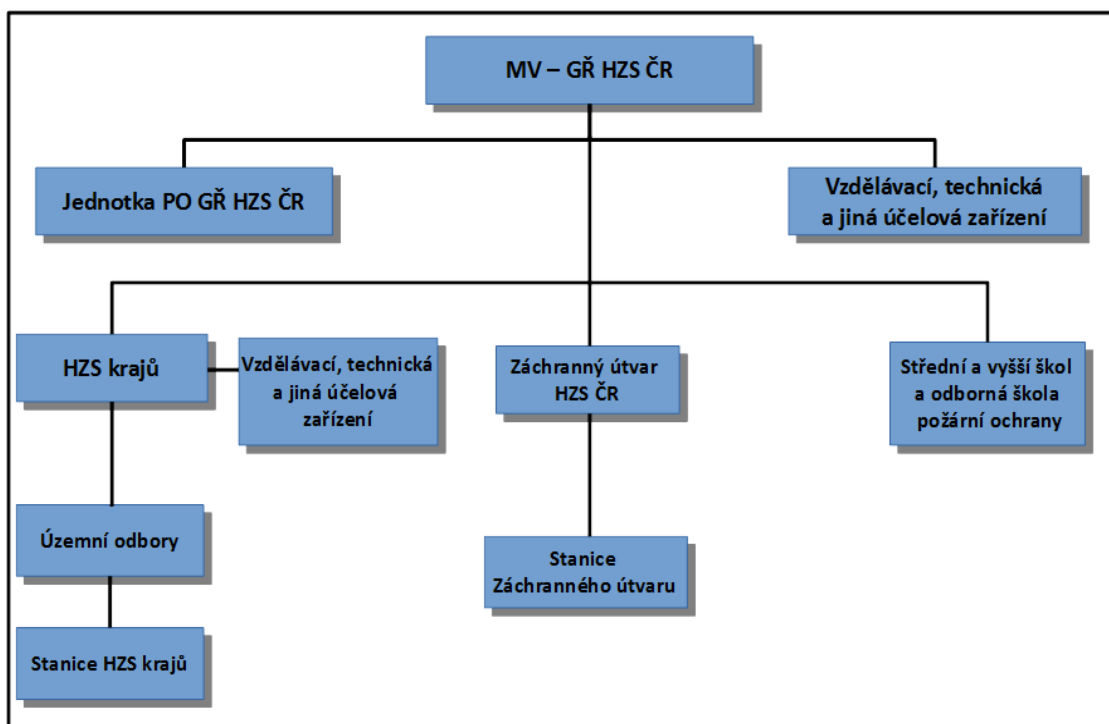 MV – GŘ HZS ČR
Jednotka PO GŘ HZS ČR
Vzdělávací, technická
a jiná účelová zařízení
HZS krajů
Vzdělávací, technická
a jiná účelová
zařízení
Záchranný útvar
HZS ČR
Střední a vyšší škol
a odborná škola
požární ochrany
Územní odbory
Stanice
Záchranného útvaru
Stanice HZS krajů